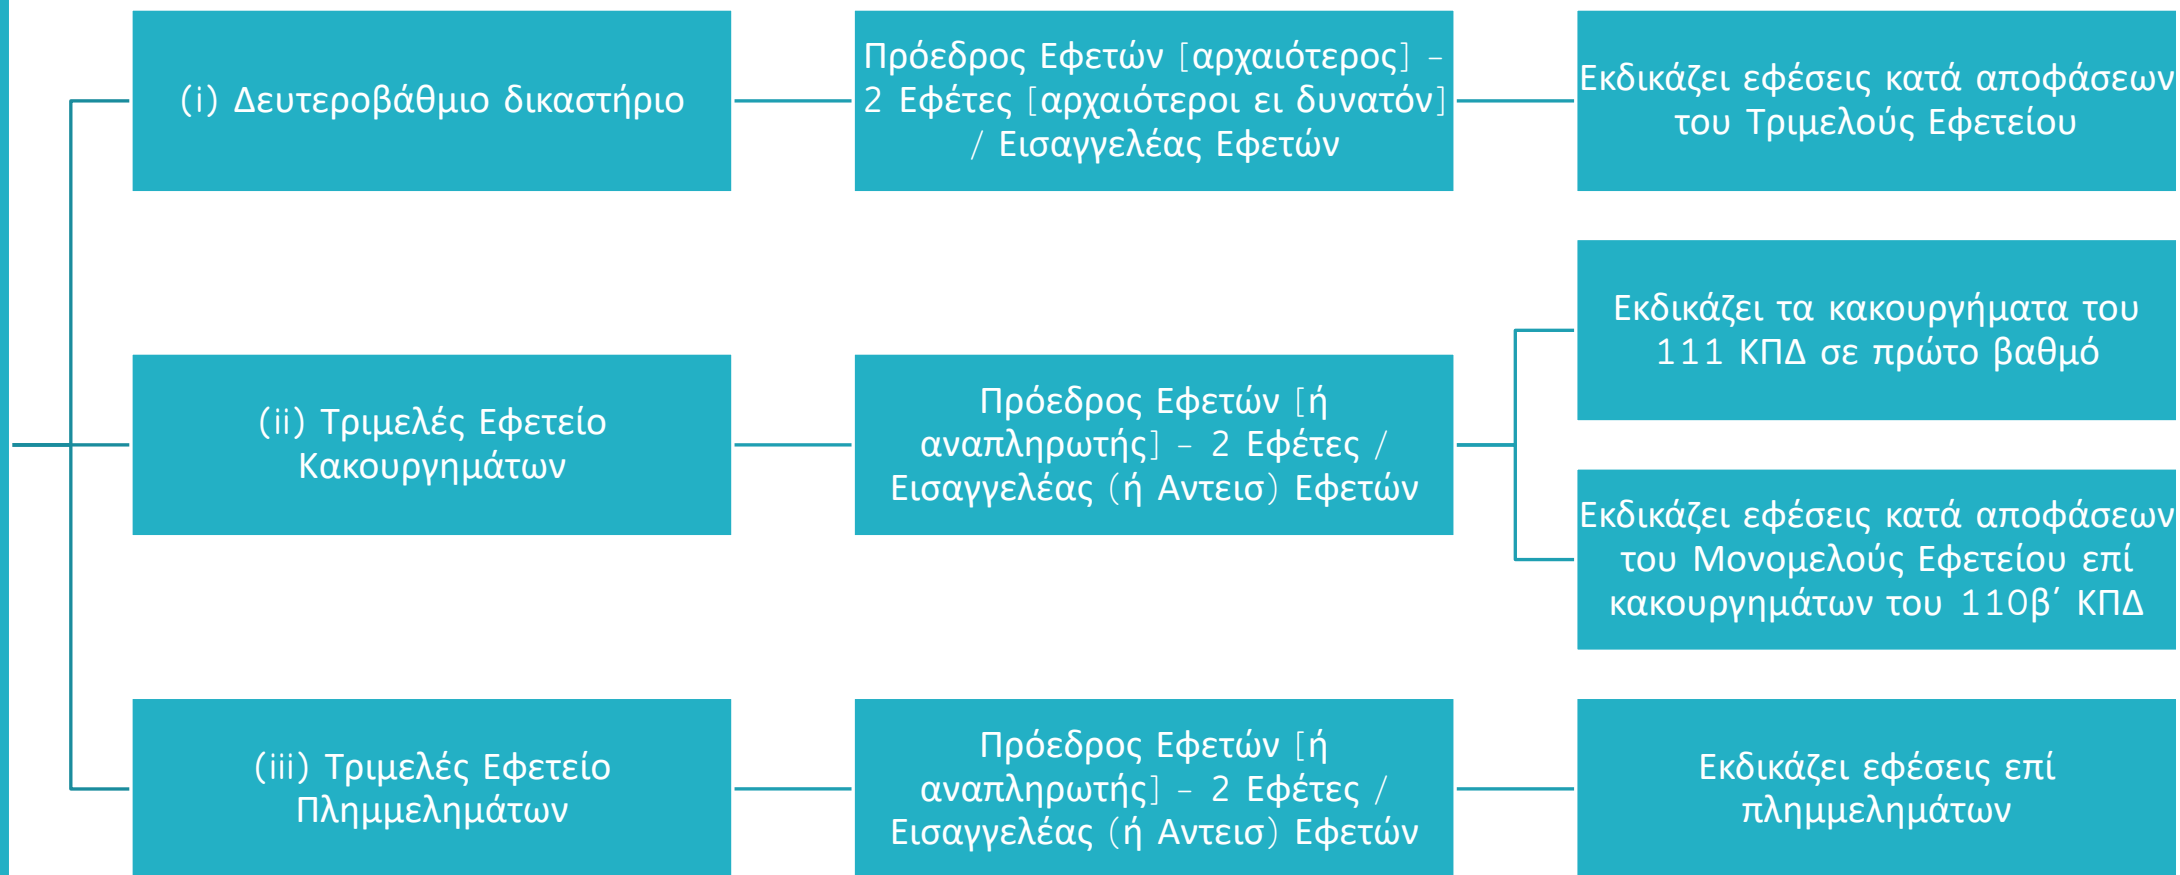 (i) Δευτεροβάθμιο δικαστήριο
Πρόεδρος Εφετών [αρχαιότερος] –
2 Εφέτες [αρχαιότεροι ει δυνατόν]
/ Εισαγγελέας Εφετών
Εκδικάζει εφέσεις κατά αποφάσεων
του Τριμελούς Εφετείου
(ii) Τριμελές Εφετείο
Κακουργημάτων
Πρόεδρος Εφετών [ή
αναπληρωτής] – 2 Εφέτες /
Εισαγγελέας (ή Αντεισ) Εφετών
Εκδικάζει τα κακουργήματα του
111 ΚΠΔ σε πρώτο βαθμό
Εκδικάζει εφέσεις κατά αποφάσεων
του Μονομελούς Εφετείου επί
κακουργημάτων του 110β΄ ΚΠΔ
(iii) Τριμελές Εφετείο
Πλημμελημάτων
Πρόεδρος Εφετών [ή
αναπληρωτής] – 2 Εφέτες /
Εισαγγελέας (ή Αντεισ) Εφετών
Εκδικάζει εφέσεις επί
πλημμελημάτων